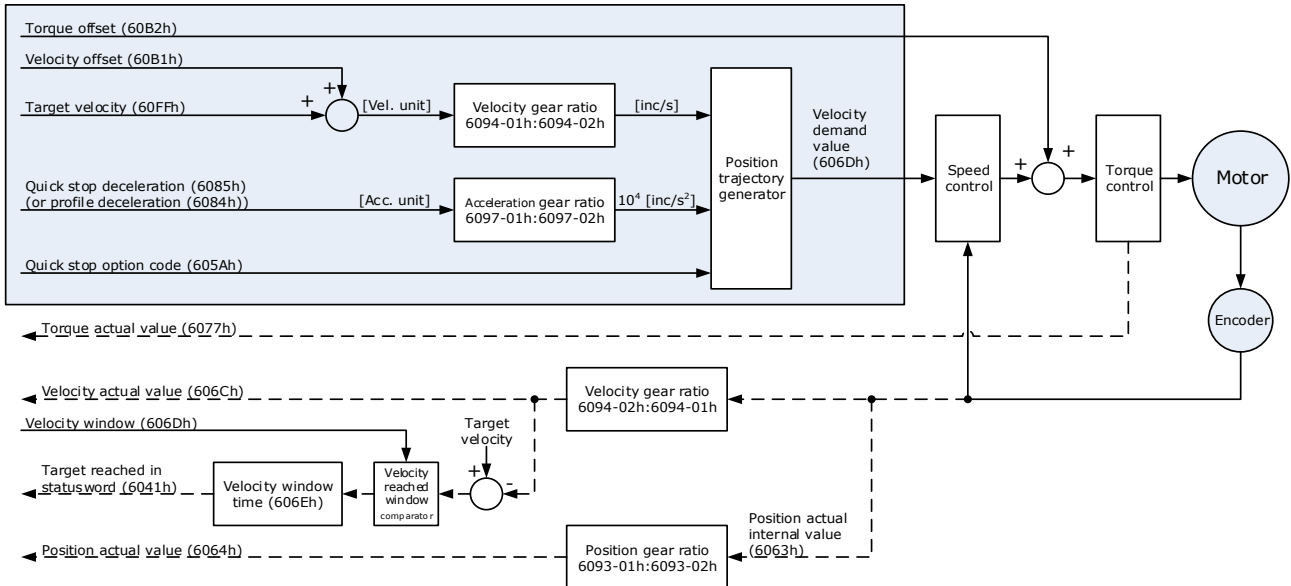 Torque offset (60B2h)
Velocity offset (60B1h)
+
+
Target velocity (60FFh)
[Vel. unit]
Velocity gear ratio
6094-01h:6094-02h
[inc/s]
Quick stop deceleration (6085h)
(or profile deceleration (6084h))
[Acc. unit]
Acceleration gear ratio
6097-01h:6097-02h
10⁴ [inc/s²]
Quick stop option code (605Ah)
Position
trajectory
generator
Velocity
demand
value
(606Dh)
Speed
control
+
+
Torque
control
Motor
Encoder
Torque actual value (6077h)
Velocity actual value (606Ch)
Velocity gear ratio
6094-02h:6094-01h
Velocity window (606Dh)
Target
velocity
+
-
Target reached in
statusword (6041h)
Velocity window
time (606Eh)
Velocity
reached
window
comparator
Position actual
internal value
(6063h)
Position actual value (6064h)
Position gear ratio
6093-01h:6093-02h